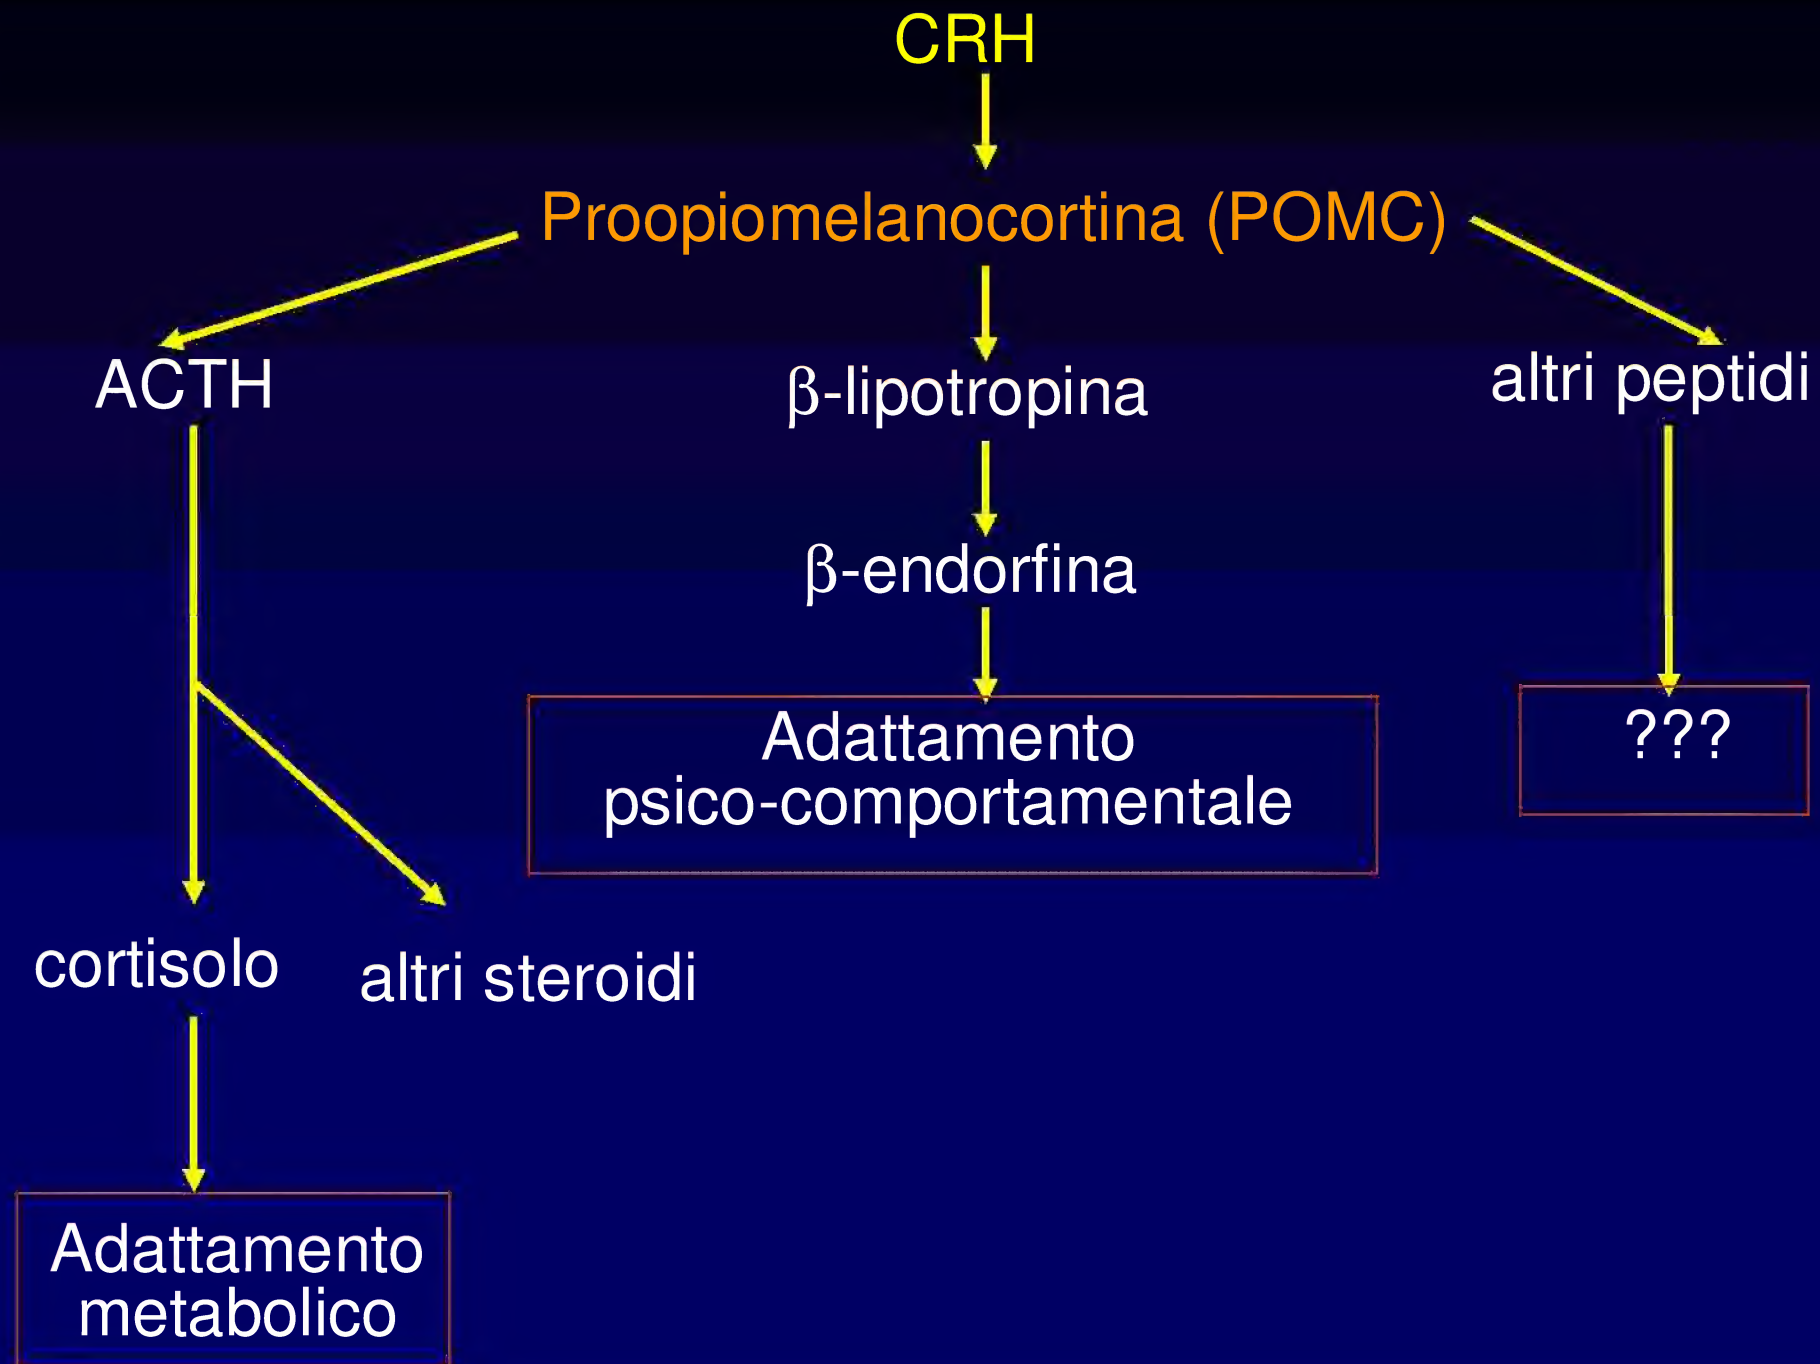 CRH
Proopiomelanocortina (POMC)
ACTH
β-lipotropina
altri peptidi
β-endorfina
Adattamento
psico-comportamentale
???
cortisolo
altri steroidi
Adattamento
metabolico